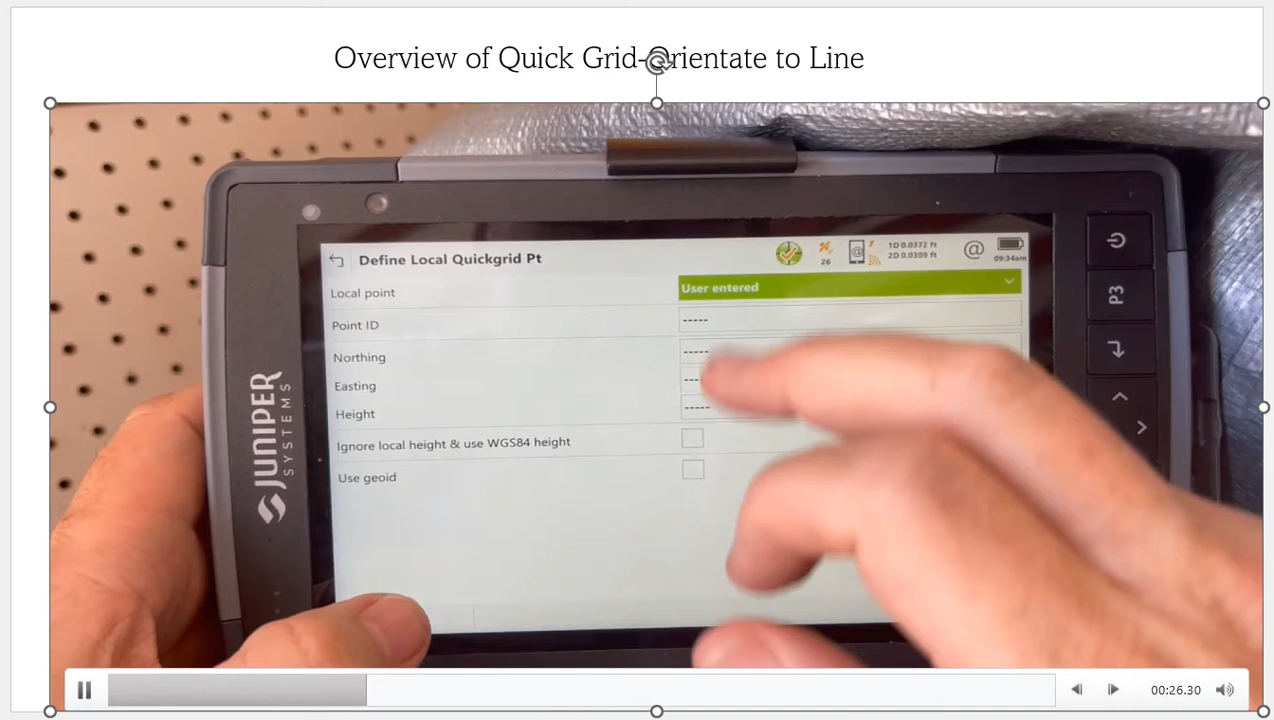 Overview of Quick Grid-Orientate to Line
Define Local Quickgrid Pt
26
@
1D 0.0372 ft
2D 0.0309 ft
@
09:34am
Local point
User entered
Point ID
-----
Northing
-----
Easting
---
Height
-----
Ignore local height & use WGS84 height
Use geoid
JUNIPER
SYSTEMS
P3
00:26.30